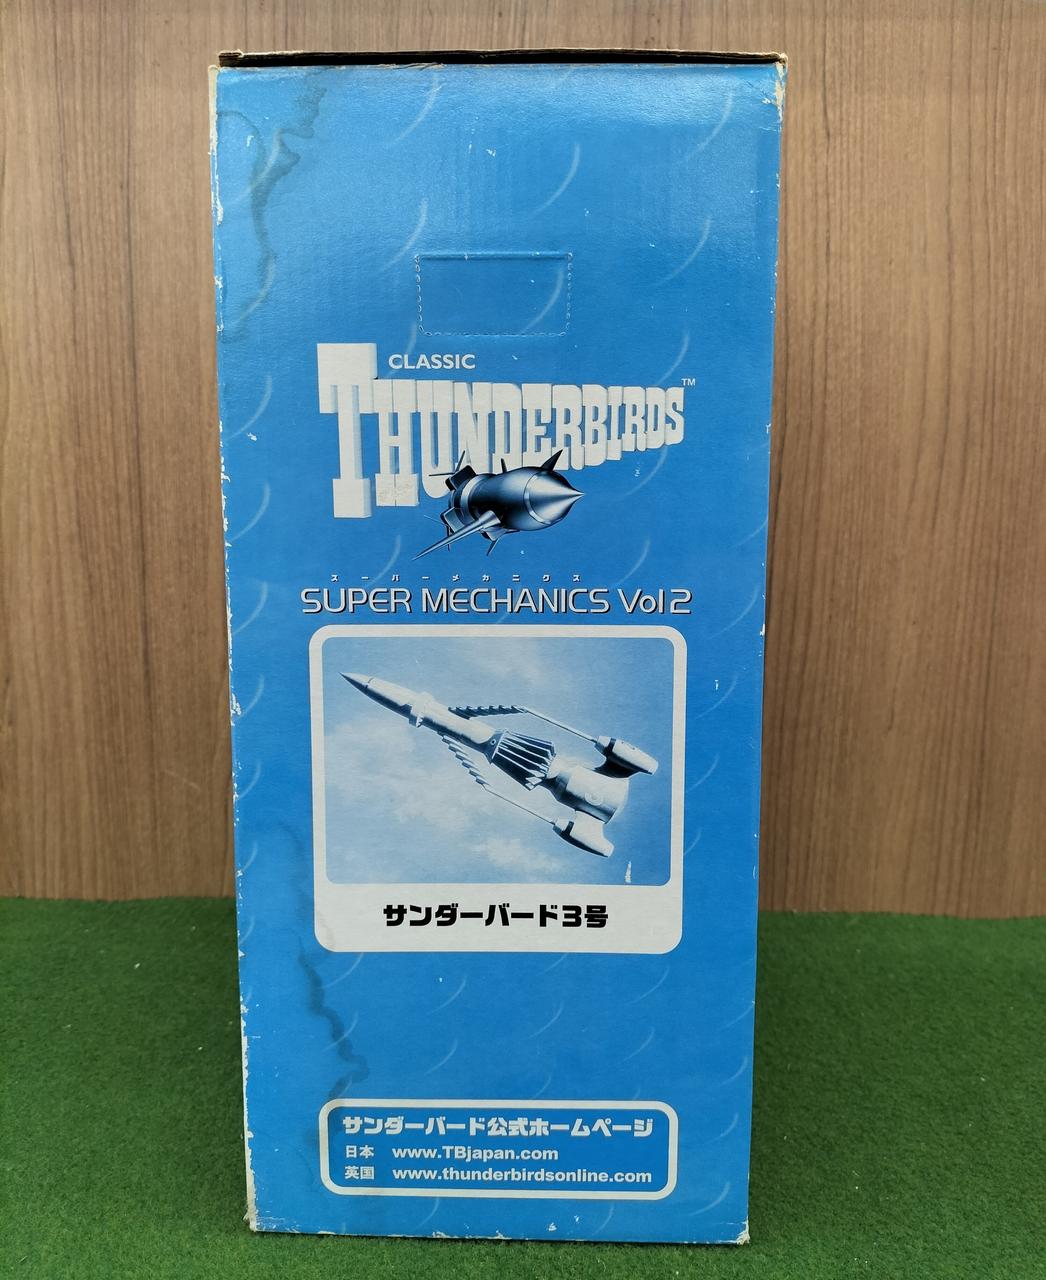 CLASSIC
THUNDERBIRDS™
スーパーメカニクス
SUPER MECHANICS Vol2
サンダーバード3号
サンダーバード公式ホームページ
日本 www.TBjapan.com
英国 www.thunderbirdsonline.com